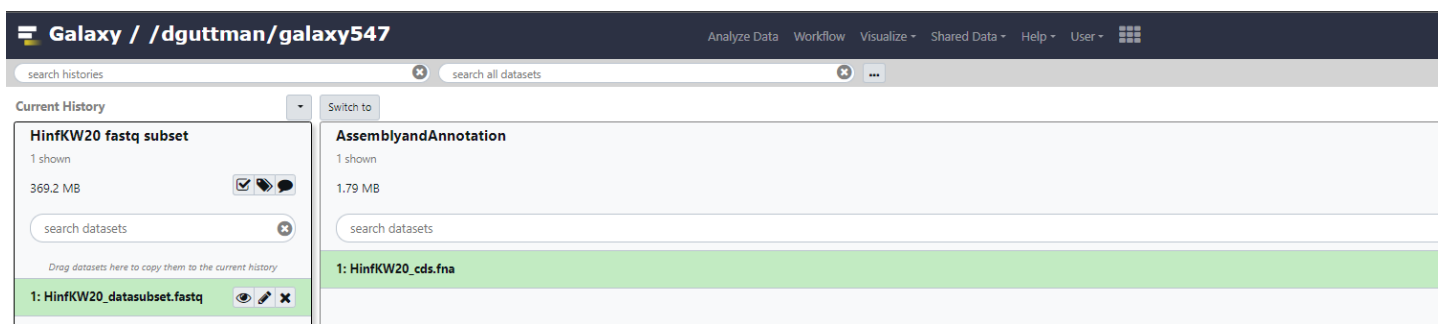 Galaxy / /dguttman/galaxy547
Analyze Data Workflow Visualize Shared Data Help User
search histories
search all datasets
...
Current History
Switch to
HinfKW20 fastq subset
1 shown
369.2 MB
search datasets
Drag datasets here to copy them to the current history
1: HinfKW20_datasubset.fastq
AssemblyandAnnotation
1 shown
1.79 MB
search datasets
1: HinfKW20_cds.fna